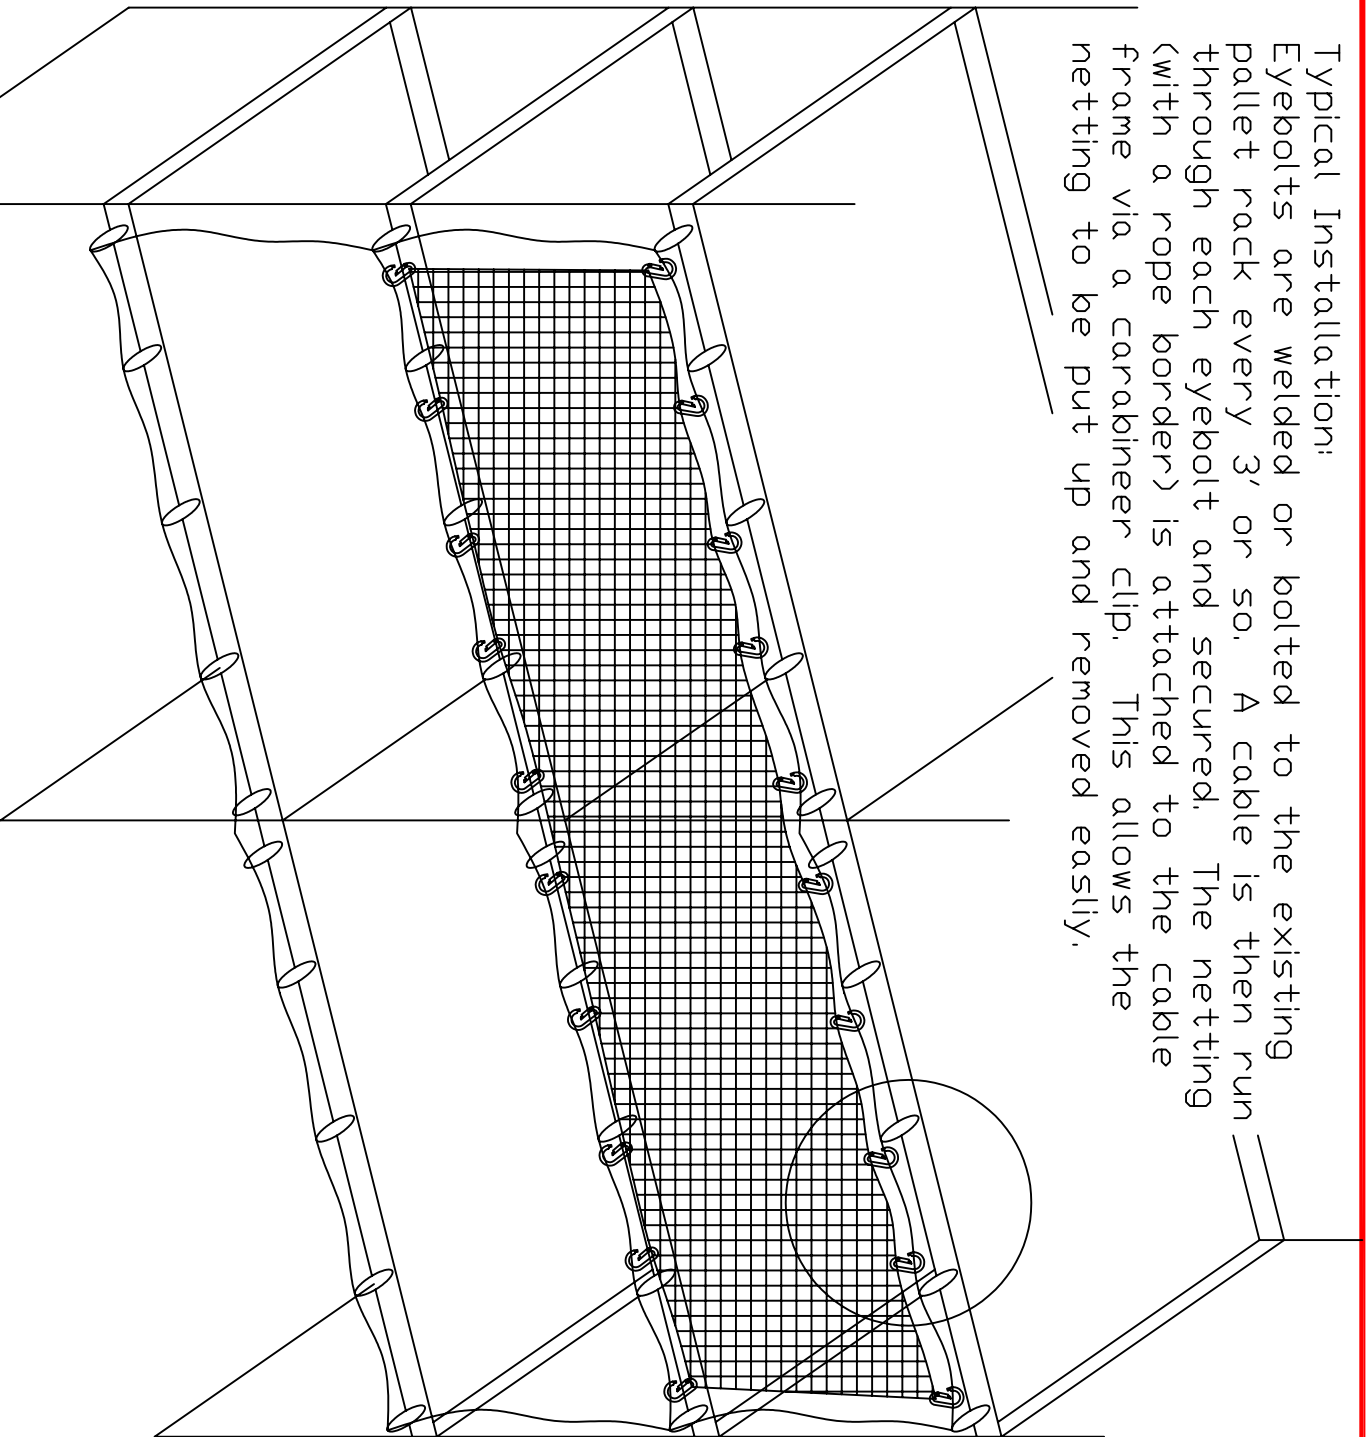 Typical Installation:
Eyebolts are welded or bolted to the existing
pallet rack every 3' or so. A cable is then run
through each eyebolt and secured. The netting
(with a rope border) is attached to the cable
frame via a carabineer clip. This allows the
netting to be put up and removed easliy.